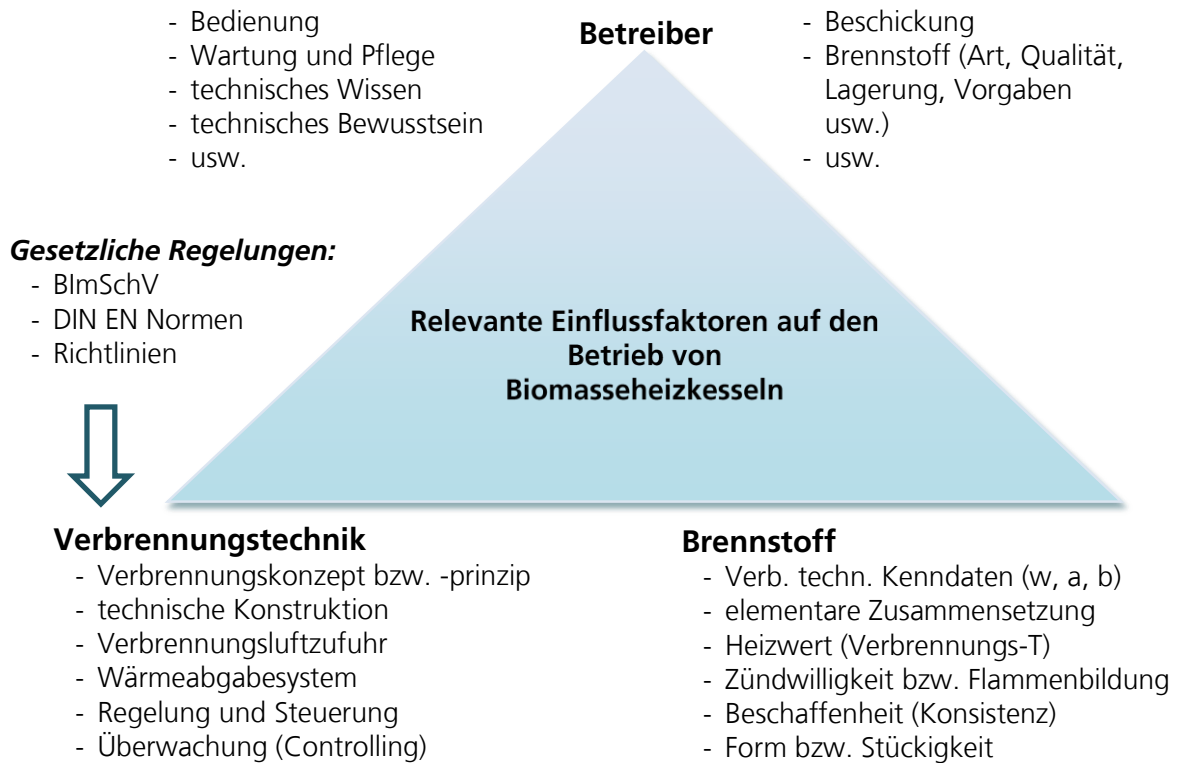 Betreiber
- Bedienung
- Wartung und Pflege
- technisches Wissen
- technisches Bewusstsein
- usw.
- Beschickung
- Brennstoff (Art, Qualität,
Lagerung, Vorgaben
usw.)
- usw.
Gesetzliche Regelungen:
- BImSchV
- DIN EN Normen
- Richtlinien
Relevante Einflussfaktoren auf den
Betrieb von
Biomasseheizkesseln
Verbrennungstechnik
- Verbrennungskonzept bzw. -prinzip
- technische Konstruktion
- Verbrennungsluftzufuhr
- Wärmeabgabesystem
- Regelung und Steuerung
- Überwachung (Controlling)
Brennstoff
- Verb. techn. Kenndaten (w, a, b)
- elementare Zusammensetzung
- Heizwert (Verbrennungs-T)
- Zündwilligkeit bzw. Flammenbildung
- Beschaffenheit (Konsistenz)
- Form bzw. Stückigkeit